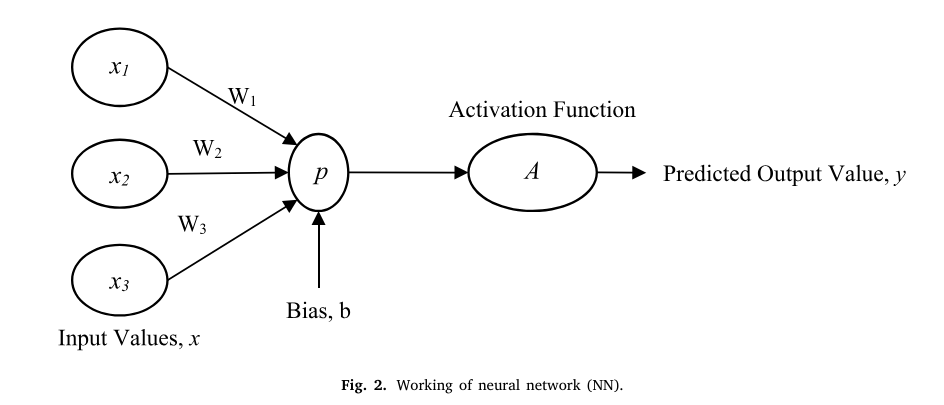 x1
W1
Activation Function
W2
x2
p
A
Predicted Output Value, y
W3
x3
Bias, b
Input Values, x
Fig. 2. Working of neural network (NN).